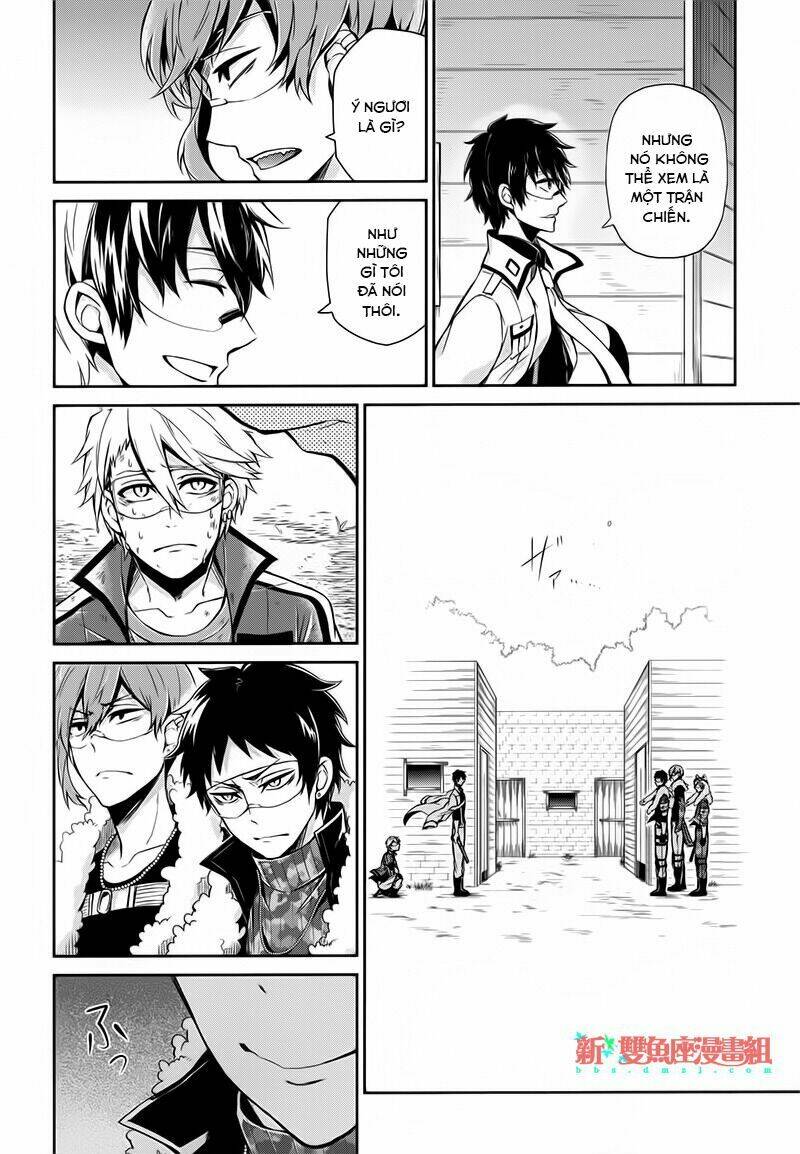 NHƯNG
NÓ KHÔNG
THỂ XEM LÀ
MỘT TRẬN
CHIẾN.
Ý NGƯƠI
LÀ GÌ?
NHƯ
NHỮNG
GÌ TÔI
ĐÃ NÓI
THÔI.
ザァ…
ふっ
新 雙魚座漫畫組
bbs.dmzj.com